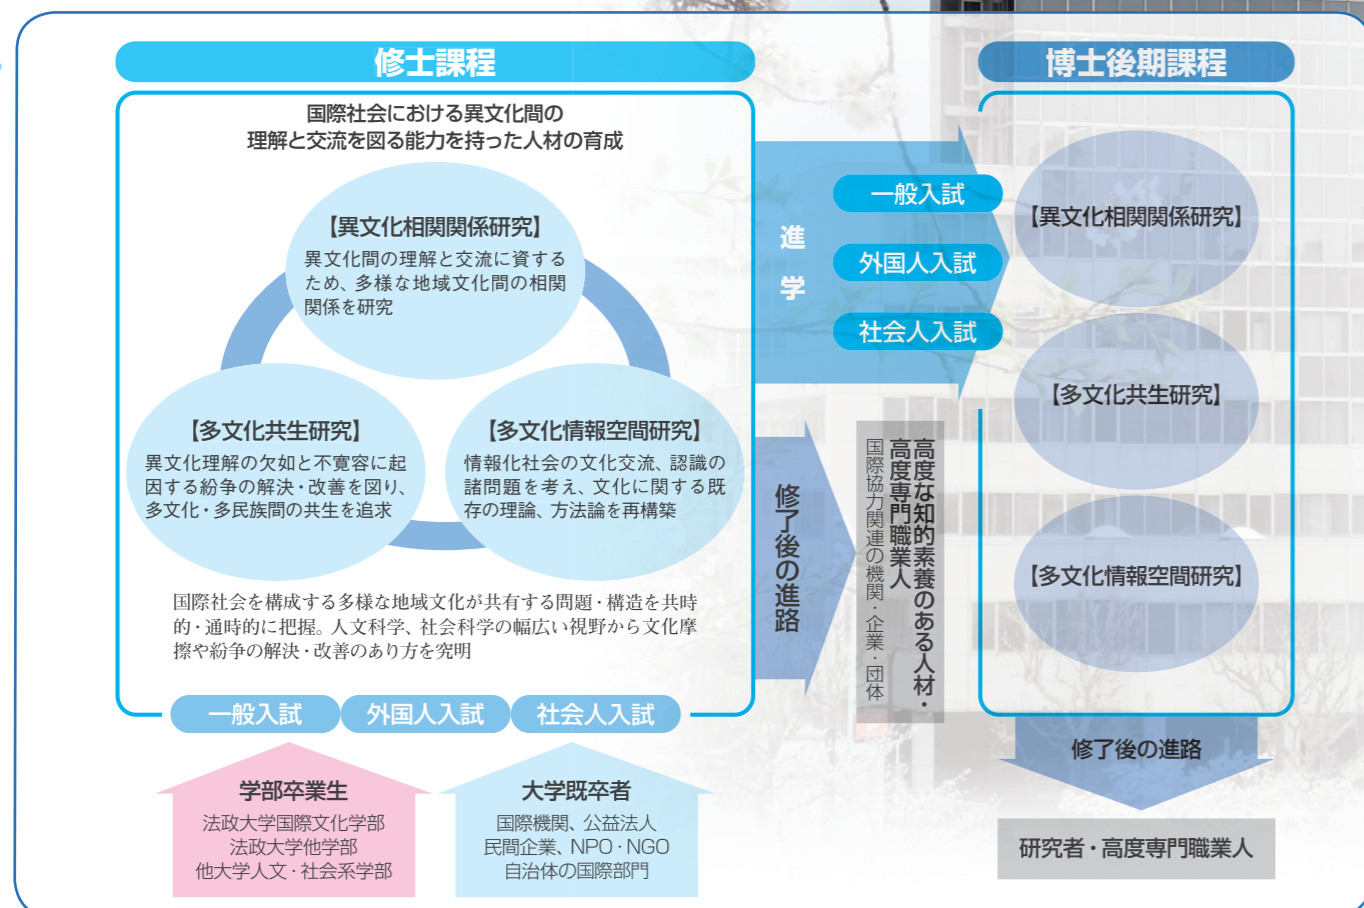 修士課程
国際社会における異文化間の
理解と交流を図る能力を持った人材の育成
【異文化相関関係研究】
異文化間の理解と交流に資する
ため、多様な地域文化間の相関
関係を研究
【多文化共生研究】
異文化理解の欠如と不寛容に起
因する紛争の解決・改善を図り、
多文化・多民族間の共生を追求
【多文化情報空間研究】
情報化社会の文化交流、認識の
諸問題を考え、文化に関する既
存の理論、方法論を再構築
国際社会を構成する多様な地域文化が共有する問題・構造を共時
的・通時的に把握。人文科学、社会科学の幅広い視野から文化摩
擦や紛争の解決・改善のあり方を究明
一般入試
外国人入試
社会人入試
学部卒業生
法政大学国際文化学部
法政大学他学部
他大学人文・社会系学部
大学既卒者
国際機関、公益法人
民間企業、NPO・NGO
自治体の国際部門
進学
一般入試
外国人入試
社会人入試
修了後の進路
高度な知的素養のある人材・
高度専門職業人
国際協力関連の機関・企業・団体
博士後期課程
【異文化相関関係研究】
【多文化共生研究】
【多文化情報空間研究】
修了後の進路
研究者・高度専門職業人